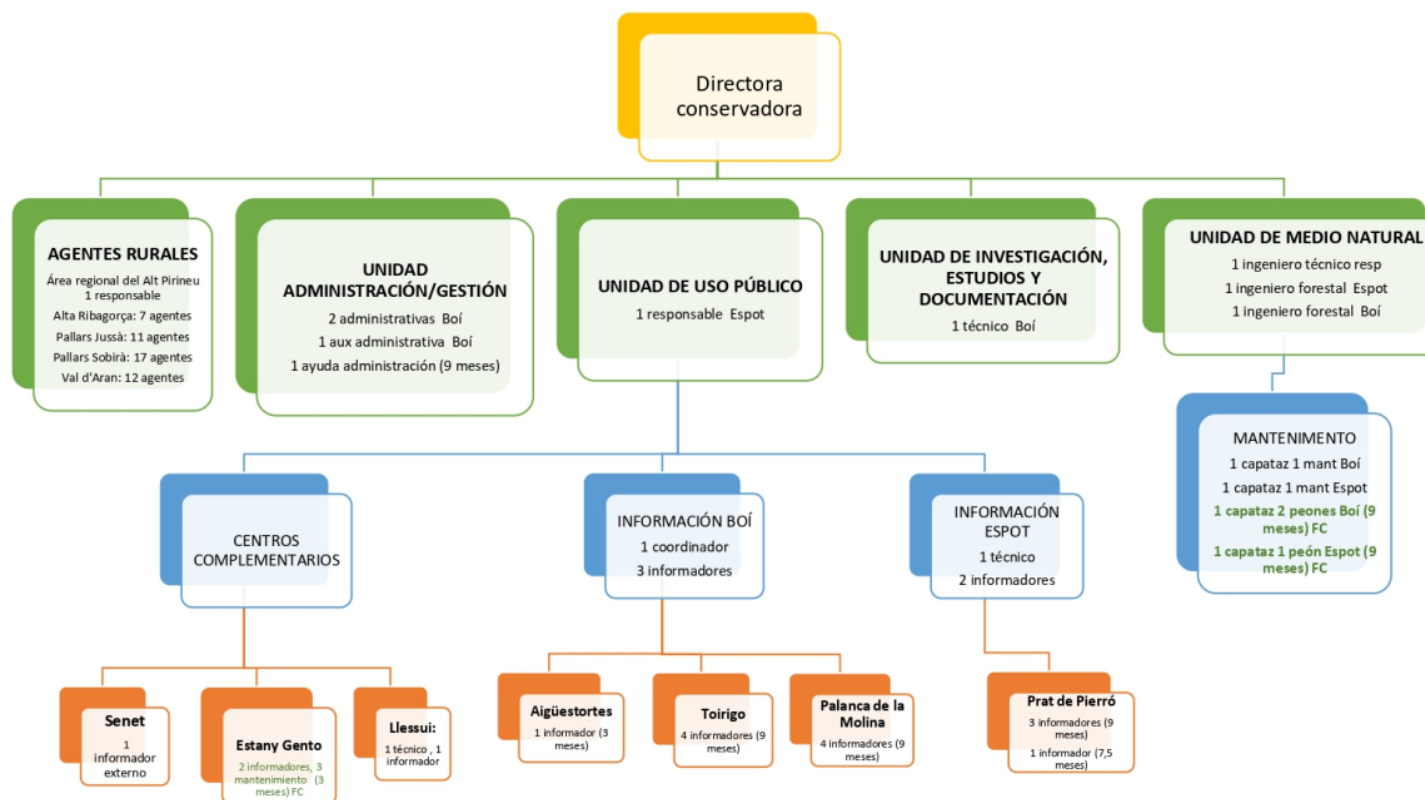 Directora
conservadora
AGENTES RURALES
Área regional del Alt Pirineu
1 responsable
Alta Ribagorça: 7 agentes
Pallars Jussà: 11 agentes
Pallars Sobirà: 17 agentes
Val d'Aran: 12 agentes
UNIDAD
ADMINISTRACIÓN/GESTIÓN
2 administrativas Boí
1 aux administrativa Boí
1 ayuda administración (9 meses)
UNIDAD DE USO PÚBLICO
1 responsable Espot
UNIDAD DE INVESTIGACIÓN,
ESTUDIOS Y
DOCUMENTACIÓN
1 técnico Boí
UNIDAD DE MEDIO NATURAL
1 ingeniero técnico resp
1 ingeniero forestal Espot
1 ingeniero forestal Boí
CENTROS
COMPLEMENTARIOS
INFORMACIÓN BOÍ
1 coordinador
3 informadores
INFORMACIÓN
ESPOT
1 técnico
2 informadores
MANTENIMENTO
1 capataz 1 mant Boí
1 capataz 1 mant Espot
1 capataz 2 peones Boí (9
meses) FC
1 capataz 1 peón Espot (9
meses) FC
Senet
1
informador
externo
Estany Gento
2 informadores, 3
mantenimiento (3
meses) FC
Llessui:
1 técnico , 1
informador
Aigüestortes
1 informador (3
meses)
Toirigo
4 informadores (9
meses)
Palanca de la
Molina
4 informadores (9
meses)
Prat de Pierró
3 informadores (9
meses)
1 informador (7,5
meses)